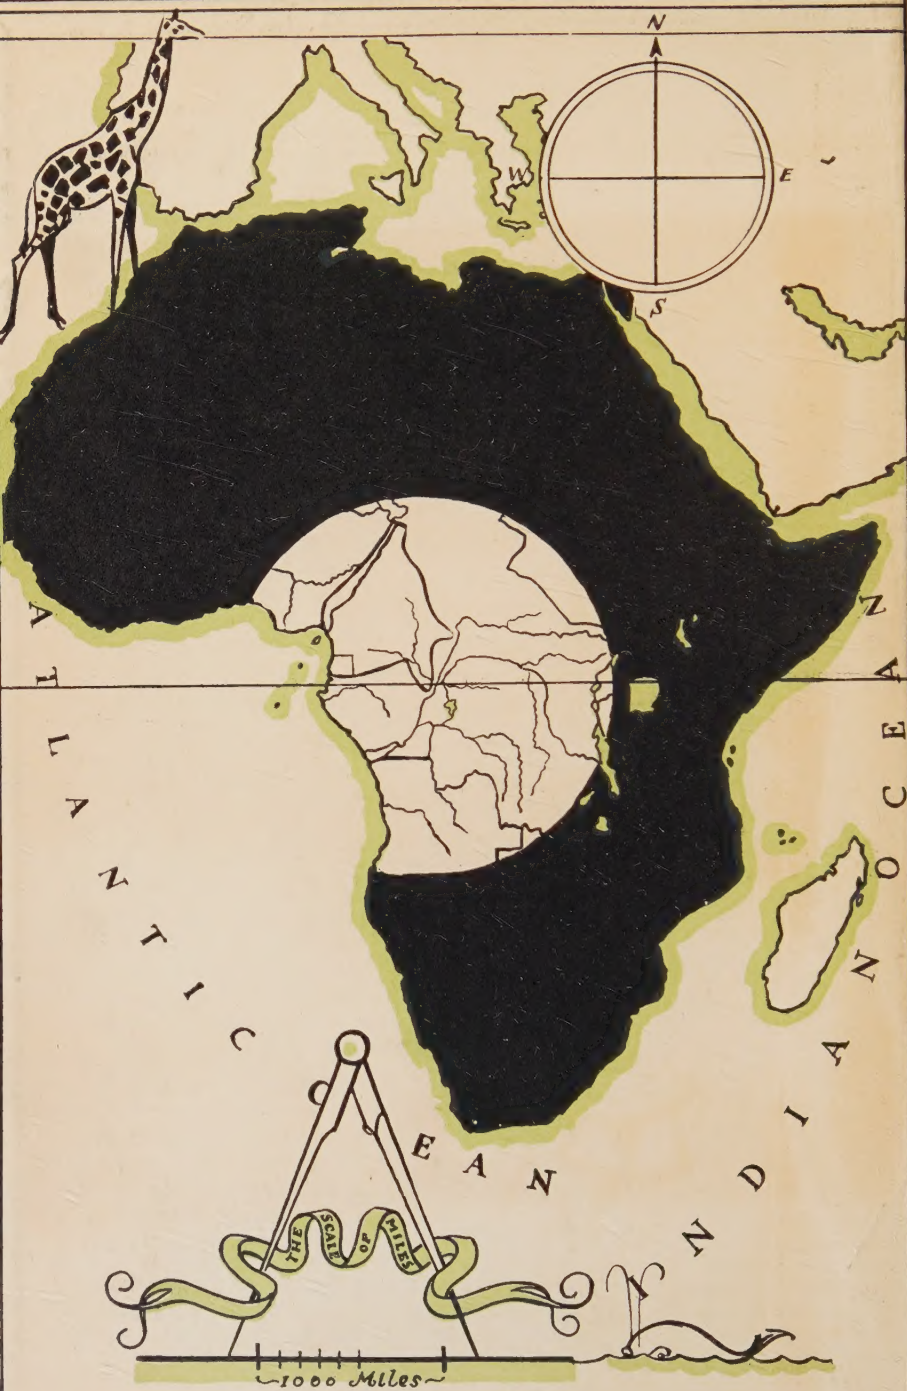 N
W
E
S
ATLANTIC OCEAN
INDIAN OCEAN
THE SCALE OF MILES
1000 Miles